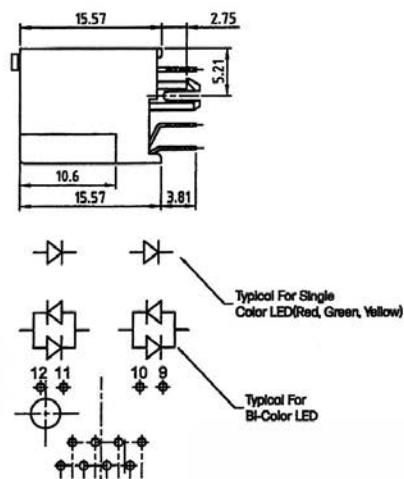 15.57 2.75
5.21
10.6
15.57 3.81
Typical For Single
Color LED(Red, Green, Yellow)
12 11 10 9
Typical For
Bi-Color LED